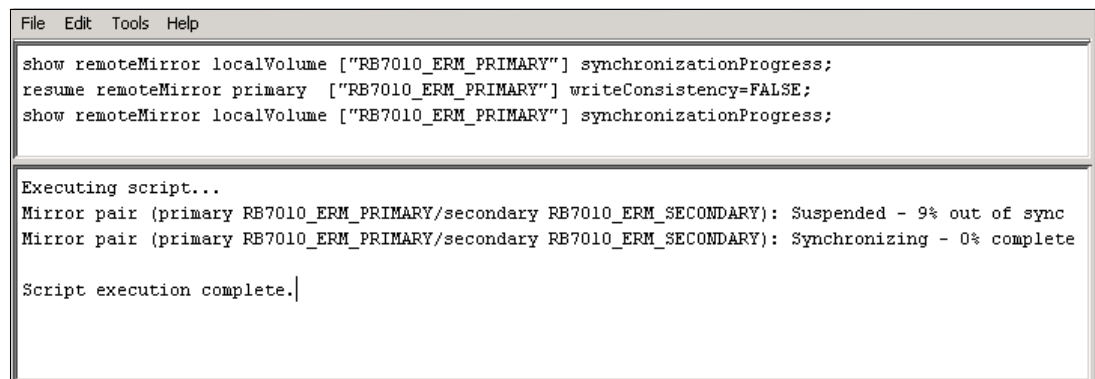 File Edit Tools Help
show remoteMirror localVolume ["RB7010_ERM_PRIMARY"] synchronizationProgress;
resume remoteMirror primary  ["RB7010_ERM_PRIMARY"] writeConsistency=FALSE;
show remoteMirror localVolume ["RB7010_ERM_PRIMARY"] synchronizationProgress;
Executing script...
Mirror pair (primary RB7010_ERM_PRIMARY/secondary RB7010_ERM_SECONDARY): Suspended - 9% out of sync
Mirror pair (primary RB7010_ERM_PRIMARY/secondary RB7010_ERM_SECONDARY): Synchronizing - 0% complete
Script execution complete.